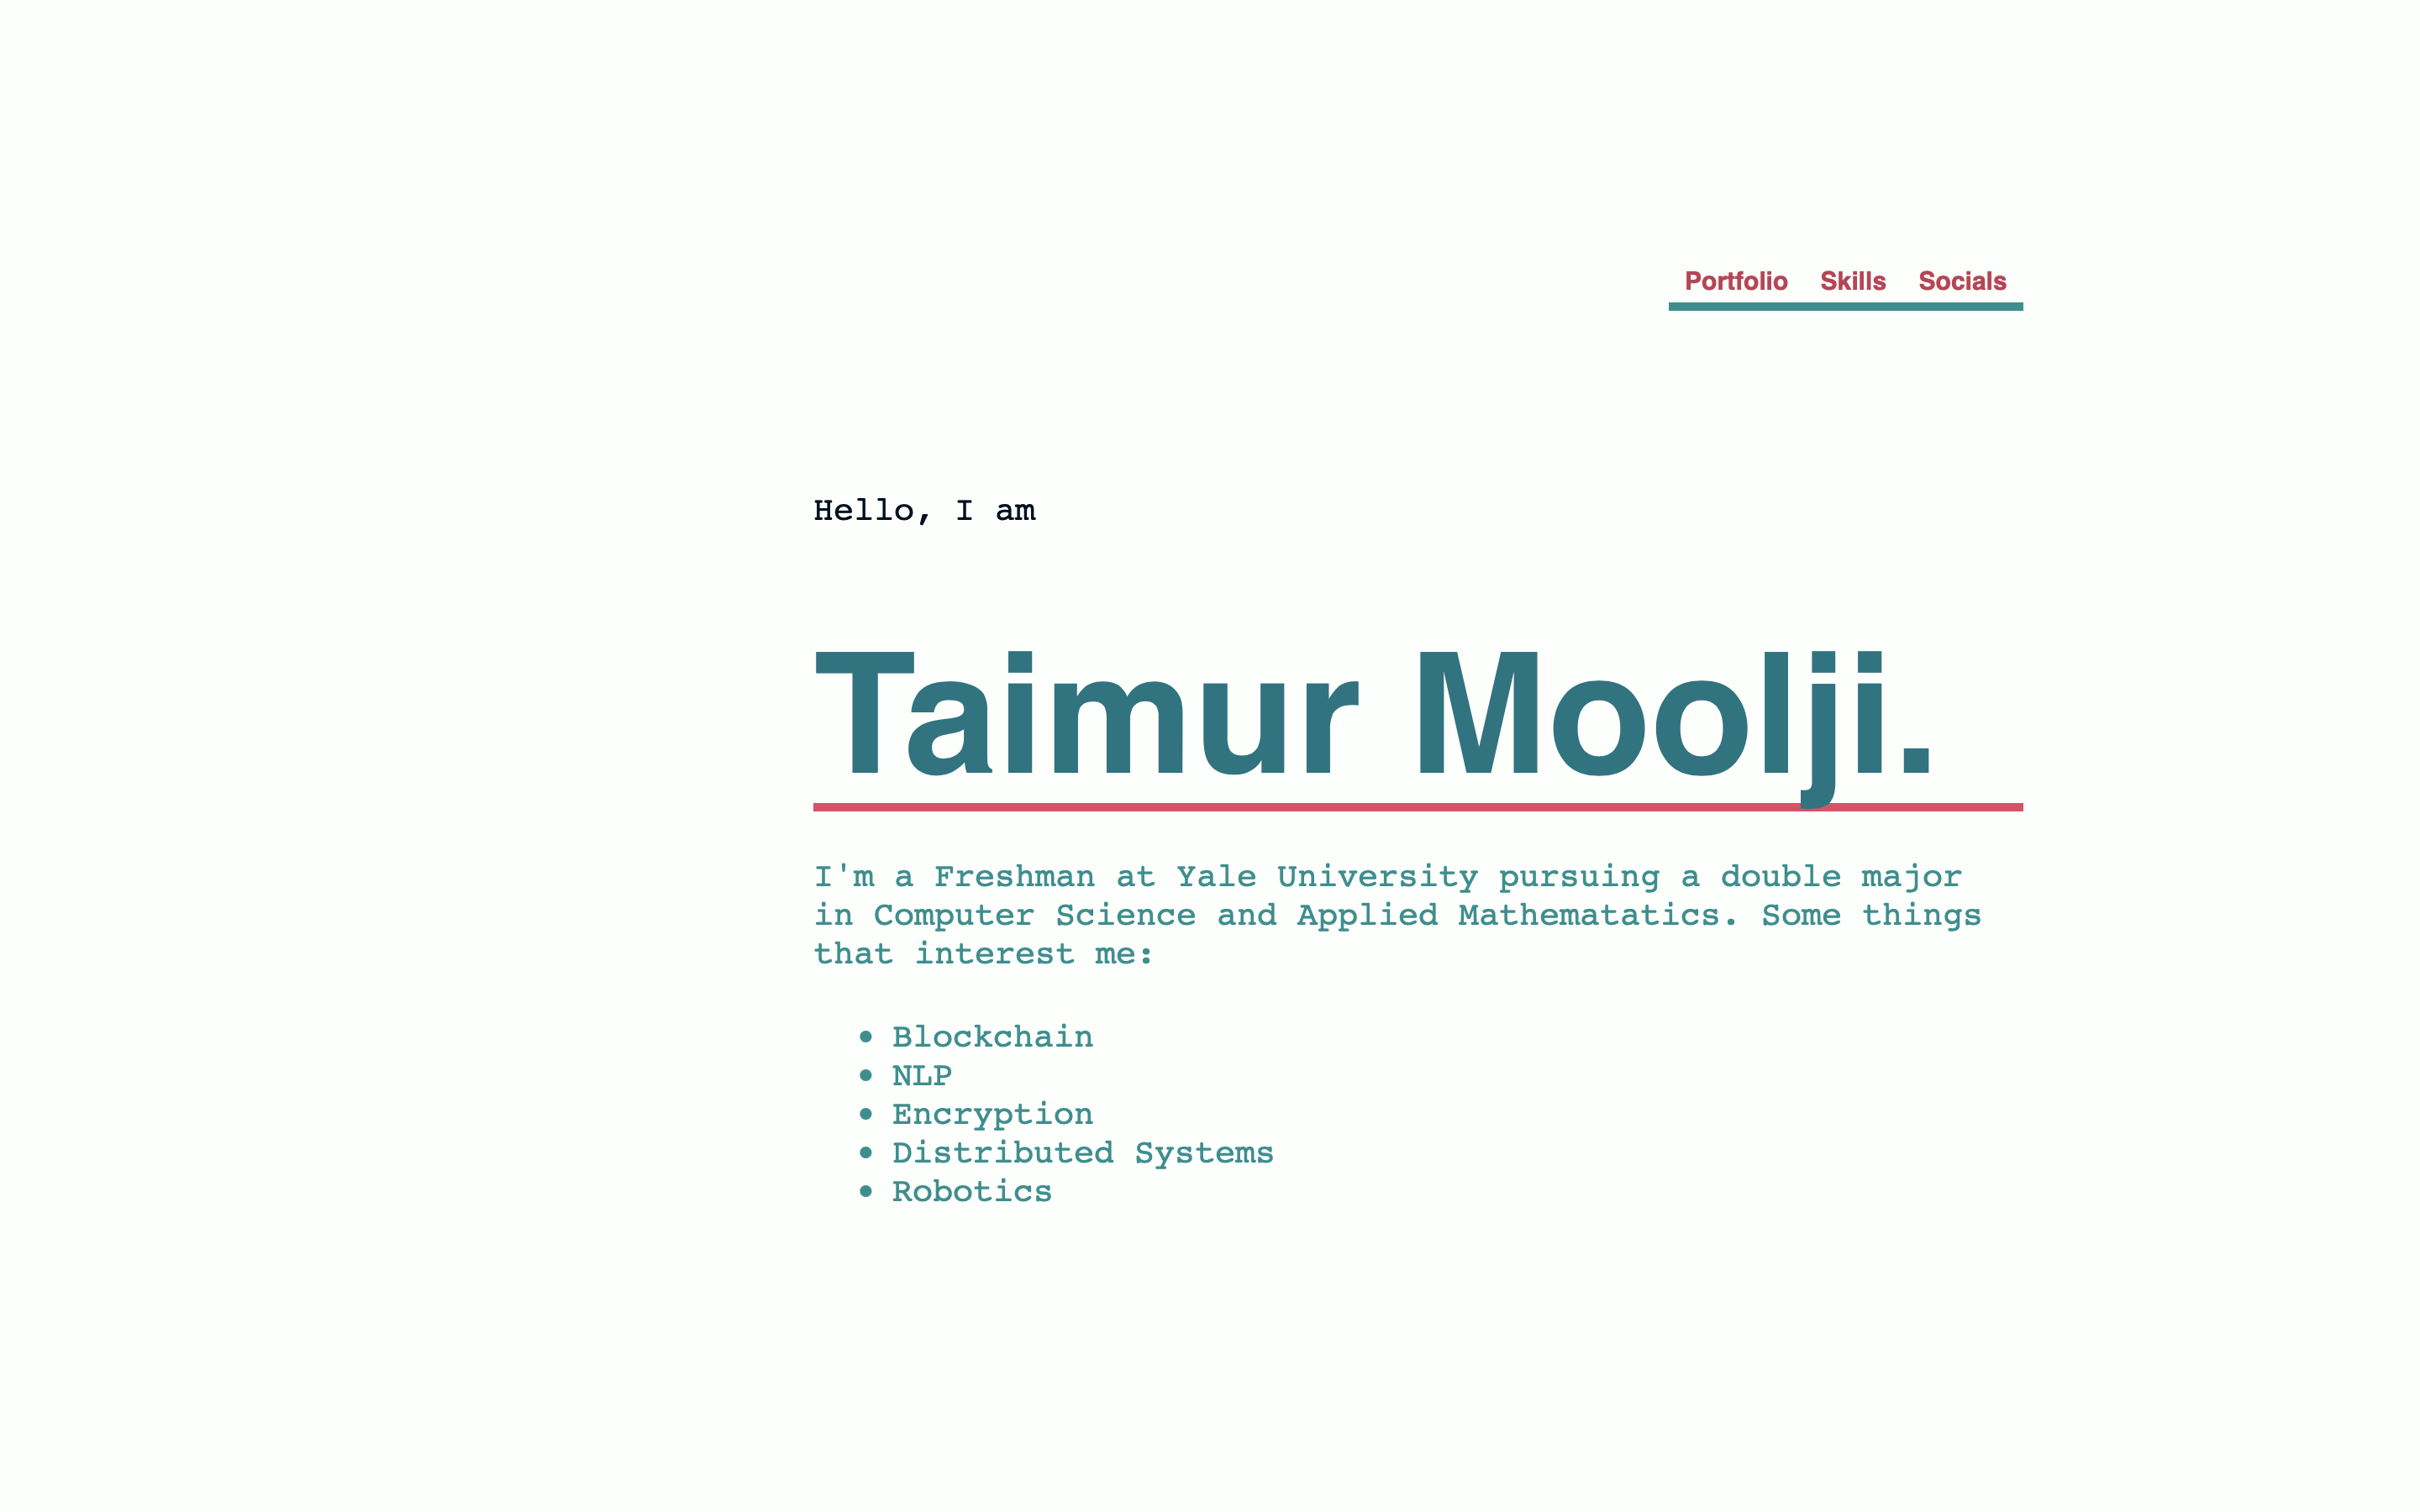 Portfolio Skills Socials
Hello, I am
Taimur Moolji.
I'm a Freshman at Yale University pursuing a double major
in Computer Science and Applied Mathematatics. Some things
that interest me:
• Blockchain
• NLP
• Encryption
• Distributed Systems
• Robotics